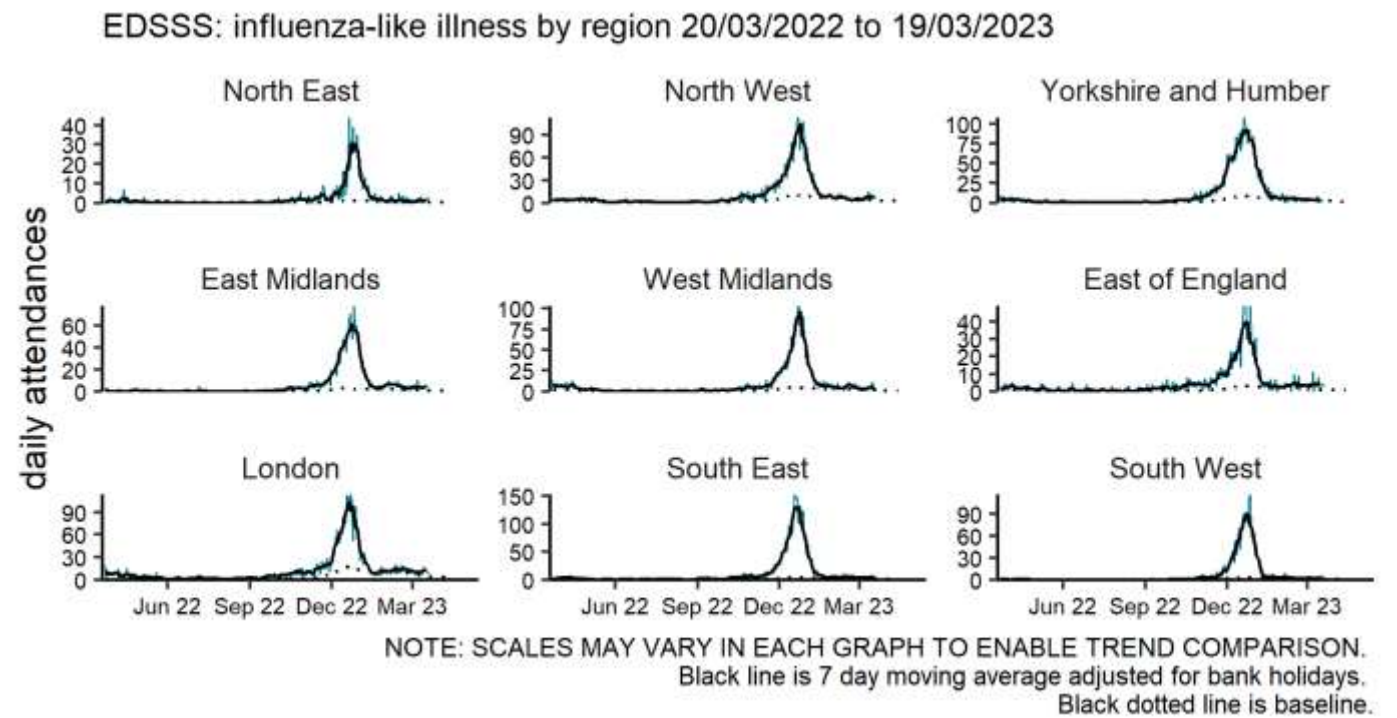 EDSSS: influenza-like illness by region 20/03/2022 to 19/03/2023
North East
North West
Yorkshire and Humber
40
30
20
10
0
90
60
30
0
100
75
50
25
0
East Midlands
West Midlands
East of England
60
40
20
0
100
75
50
25
0
40
30
20
10
0
daily attendances
London
South East
South West
90
60
30
0
150
100
50
0
90
60
30
0
Jun 22 Sep 22 Dec 22 Mar 23
Jun 22 Sep 22 Dec 22 Mar 23
Jun 22 Sep 22 Dec 22 Mar 23
NOTE: SCALES MAY VARY IN EACH GRAPH TO ENABLE TREND COMPARISON.
Black line is 7 day moving average adjusted for bank holidays.
Black dotted line is baseline.